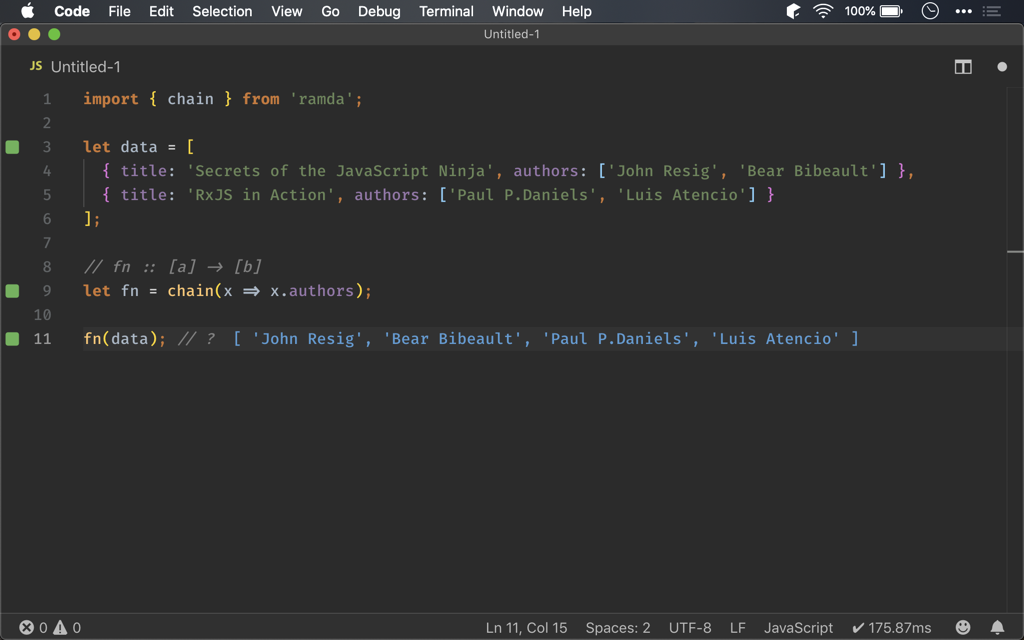 Code File Edit Selection View Go Debug Terminal Window Help 100%
Untitled-1
JS Untitled-1
1 import { chain } from 'ramda';
2
3 let data = [
4 { title: 'Secrets of the JavaScript Ninja', authors: ['John Resig', 'Bear Bibeault'] },
5 { title: 'RxJS in Action', authors: ['Paul P.Daniels', 'Luis Atencio'] }
6 ];
7
8 // fn :: [a] → [b]
9 let fn = chain(x ⇒ x.authors);
10
11 fn(data); // ? [ 'John Resig', 'Bear Bibeault', 'Paul P.Daniels', 'Luis Atencio' ]
0 0 Ln 11, Col 15 Spaces: 2 UTF-8 LF JavaScript ✔ 175.87ms